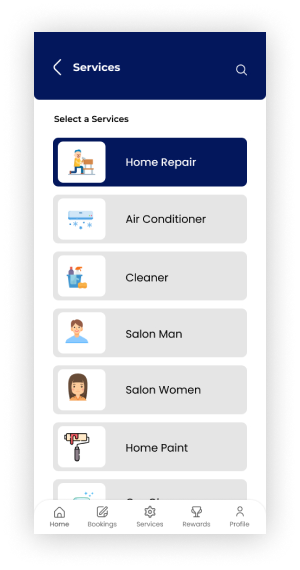 Services
Select a Services
Home Repair
Air Conditioner
Cleaner
Salon Man
Salon Women
Home Paint
Home
Bookings
Services
Rewards
Profile